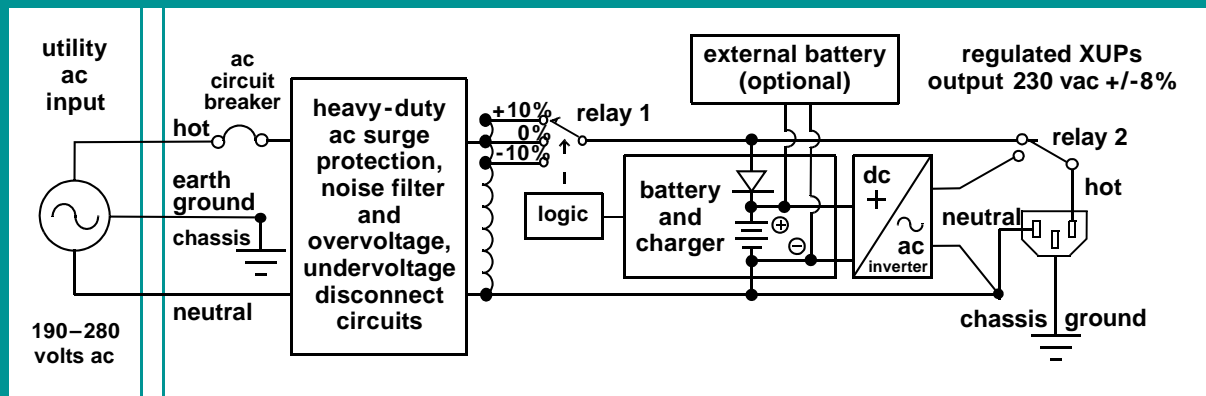 utility
ac
input
190–280
volts ac
hot
ac
circuit
breaker
earth
ground
chassis
neutral
heavy-duty
ac surge
protection,
noise filter
and
overvoltage,
undervoltage
disconnect
circuits
+10%
0%
-10%
relay 1
logic
external battery
(optional)
battery
and
charger
+
−
dc
+
ac
inverter
regulated XUPs
output 230 vac +/-8%
relay 2
hot
neutral
chassis ground